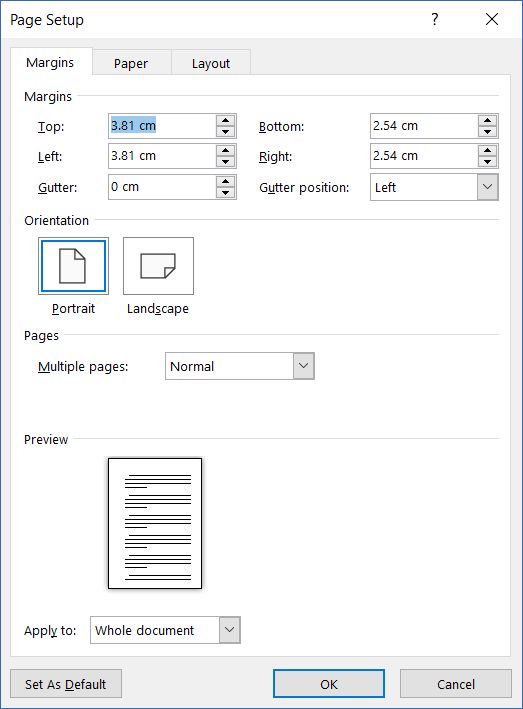 Page Setup ?
Margins Paper Layout
Margins
Top: 3.81 cm Bottom: 2.54 cm
Left: 3.81 cm Right: 2.54 cm
Gutter: 0 cm Gutter position: Left
Orientation
Portrait Landscape
Pages
Multiple pages: Normal
Preview
Apply to: Whole document
Set As Default OK Cancel